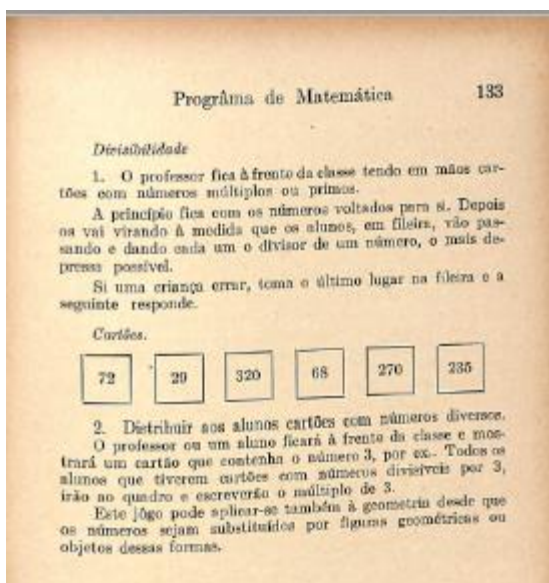 Progrâma de Matemática 133
Divisibilidade
1. O professor fica à frente da classe tendo em mãos car-
tões com números múltiplos ou primos.
A princípio fica com os números voltados para si. Depois
os vai virando à medida que os alunos, em fileira, vão pas-
sando e dando cada um o divisor de um número, o mais de-
pressa possível.
Si uma criança errar, toma o último lugar na fileira e a
seguinte responde.
Cartões.
72 29 320 68 270 235
2. Distribuir aos alunos cartões com números diversos.
O professor ou um aluno ficará à frente da classe e mos-
trará um cartão que contenha o número 3, por ex.. Todos os
alunos que tiverem cartões com números divisíveis por 3,
irão ao quadro e escreverão o múltiplo de 3.
Este jôgo pode aplicar-se também à geometria desde que
os números sejam substituídos por figuras geométricas ou
objetos dessas formas.